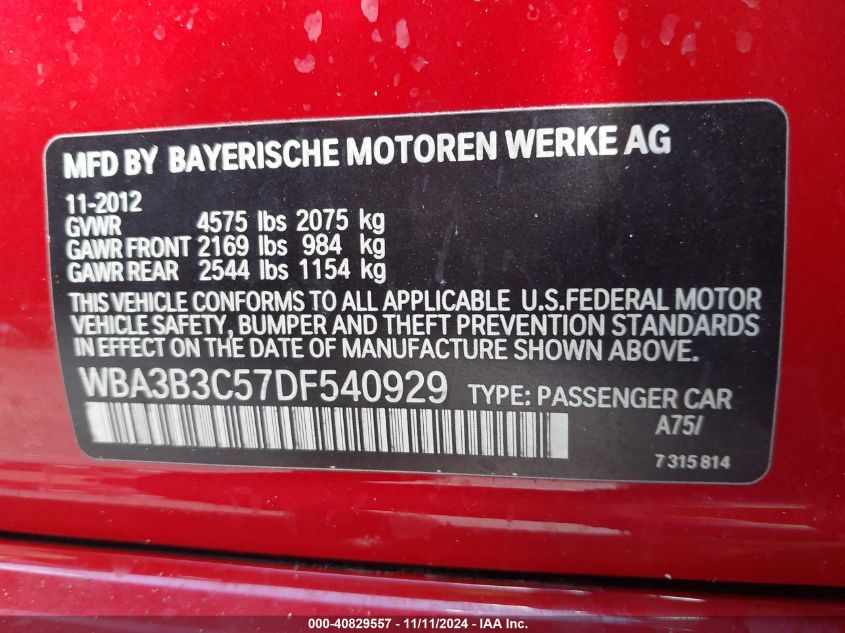 MFD BY BAYERISCHE MOTOREN WERKE AG
11-2012
GVWR 4575 lbs 2075 kg
GAWR FRONT 2169 lbs 984 kg
GAWR REAR 2544 lbs 1154 kg
THIS VEHICLE CONFORMS TO ALL APPLICABLE U.S.FEDERAL MOTOR
VEHICLE SAFETY, BUMPER AND THEFT PREVENTION STANDARDS
IN EFFECT ON THE DATE OF MANUFACTURE SHOWN ABOVE.
WBA3B3C57DF540929 TYPE: PASSENGER CAR
A75/
7 315 814
000-40829557 - 11/11/2024 - IAA Inc.